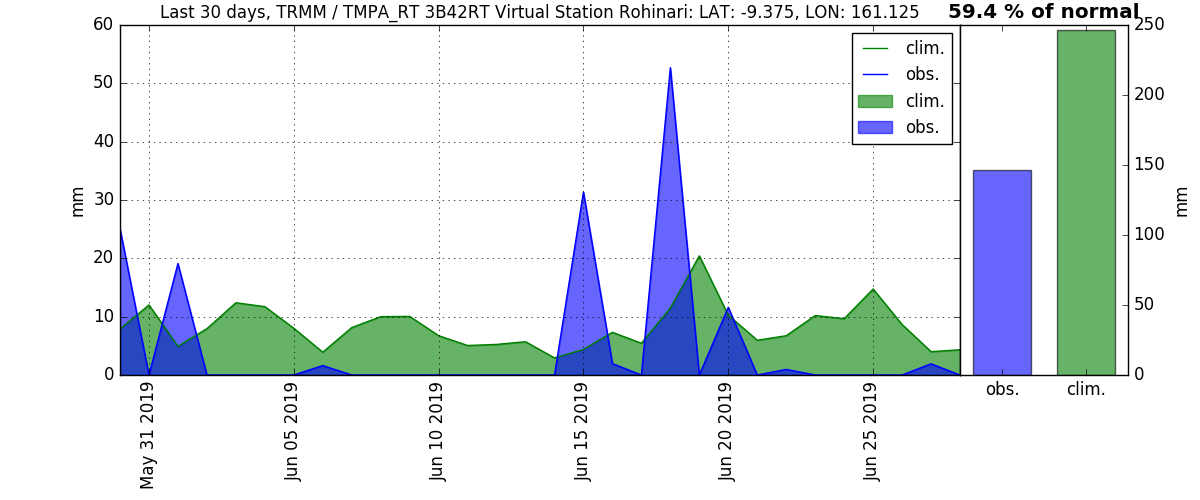 Last 30 days, TRMM / TMPA_RT 3B42RT Virtual Station Rohinari: LAT: -9.375, LON: 161.125
59.4 % of normal
60
50
40
30
20
10
0
mm
clim.
obs.
clim.
obs.
May 31 2019
Jun 05 2019
Jun 10 2019
Jun 15 2019
Jun 20 2019
Jun 25 2019
250
200
150
100
50
0
mm
obs.
clim.